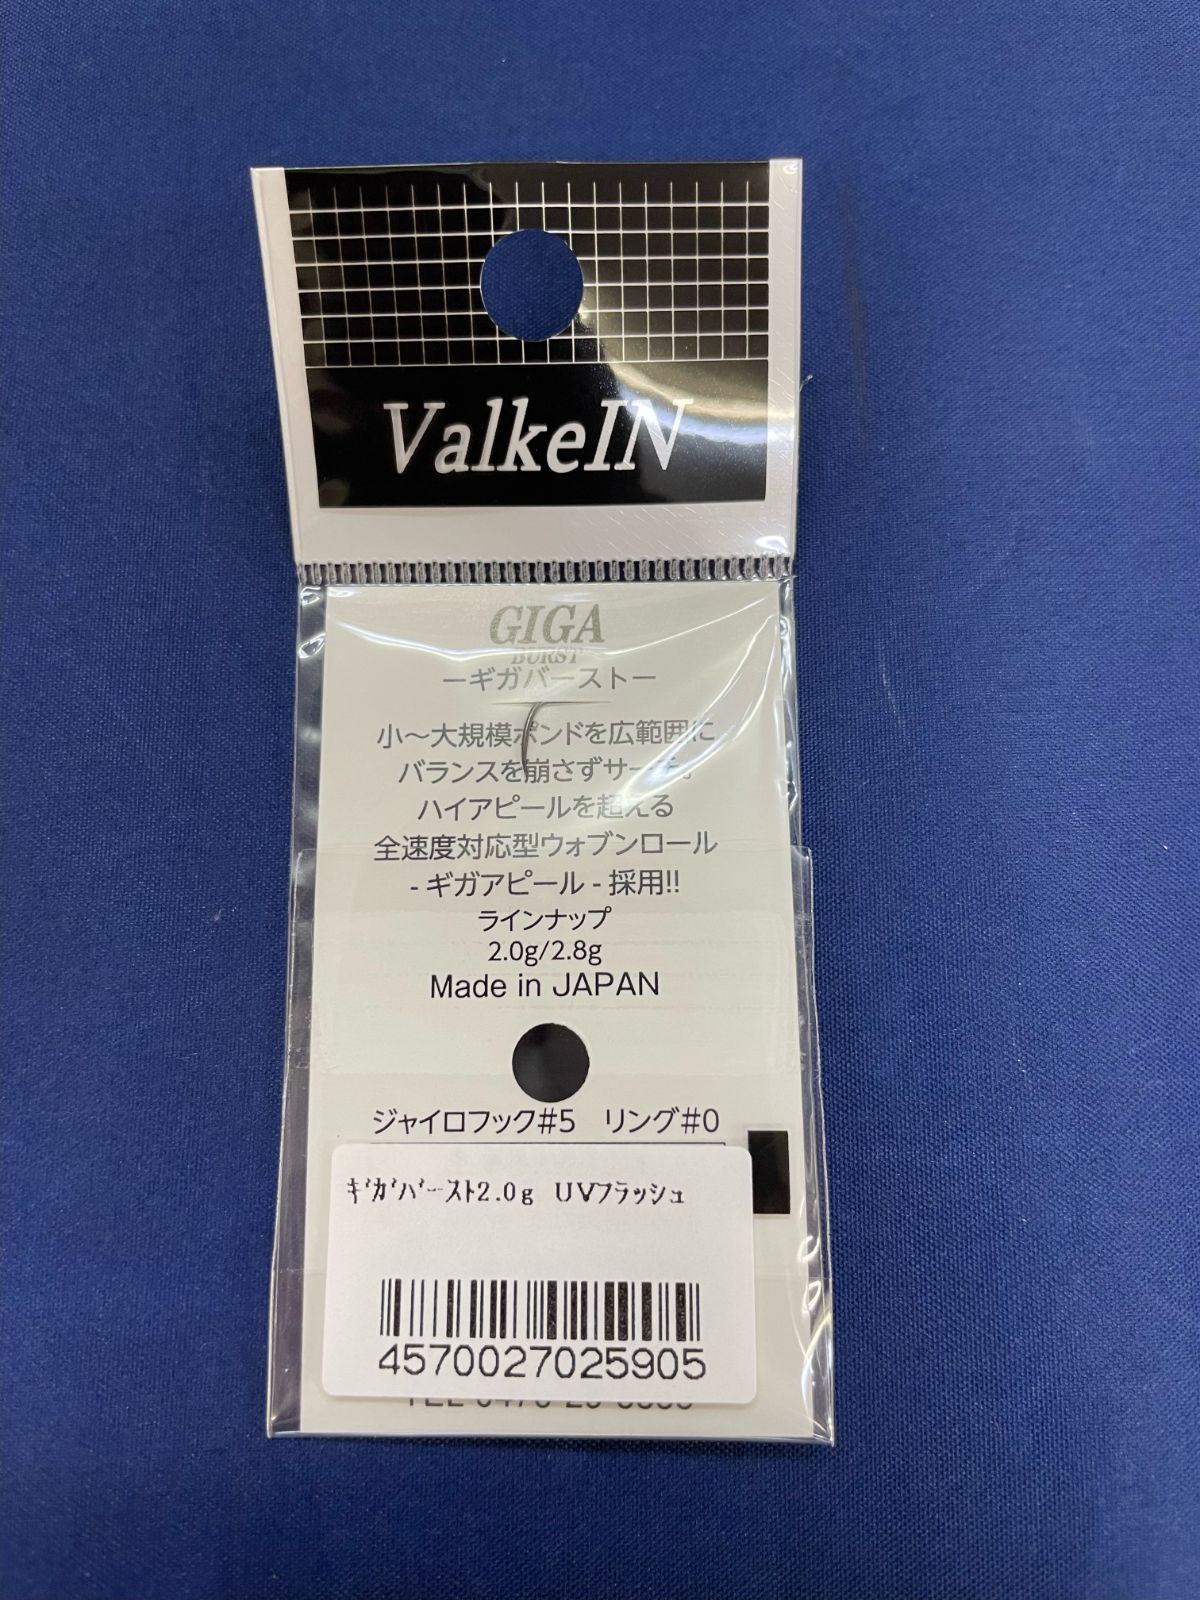 ValkeIN
GIGA
BURST
ーギガバーストー
小～大規模ポンドを広範囲に
バランスを崩さずサーチ。
ハイアピールを超える
全速度対応型ウォブンロール
- ギガアピール - 採用!!
ラインナップ
2.0g/2.8g
Made in JAPAN
ジャイロフック#5 リング#0
ｷﾞｶﾞﾊﾞｰｽﾄ2.0g UVﾌﾗｯｼｭ
4570027025905